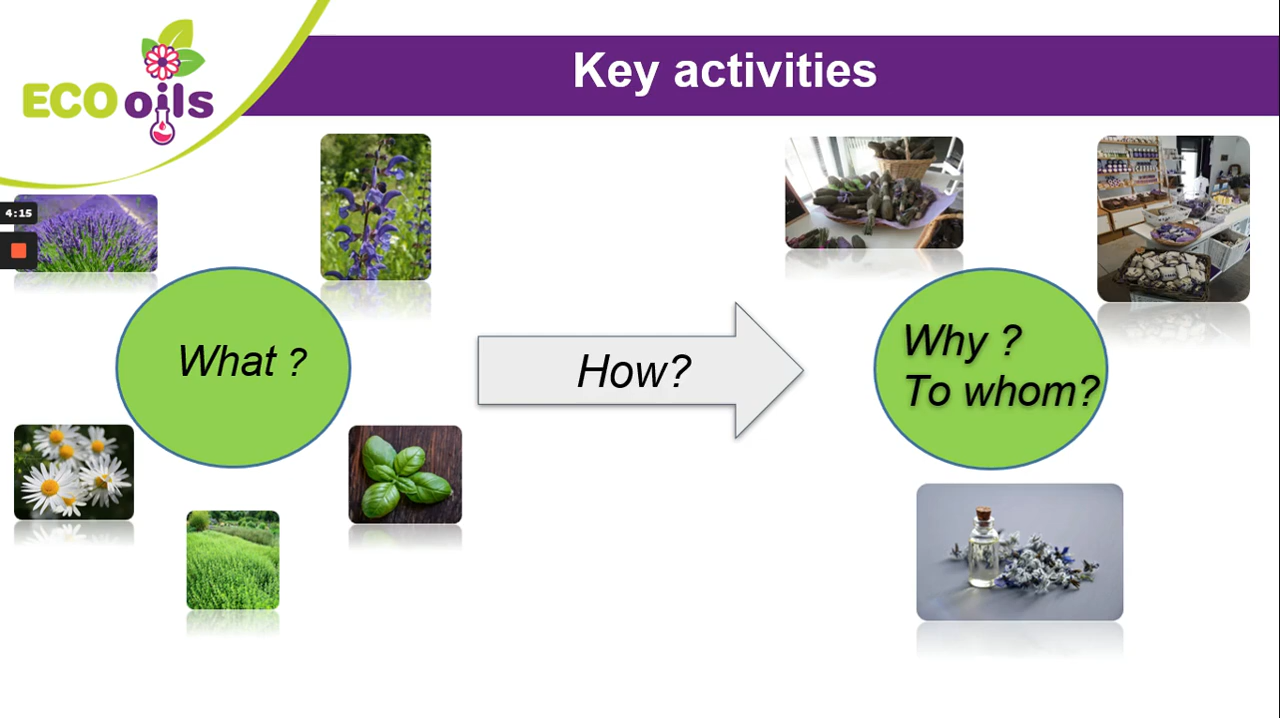 ECO oils
Key activities
4:15
What ?
How?
Why ?
To whom?